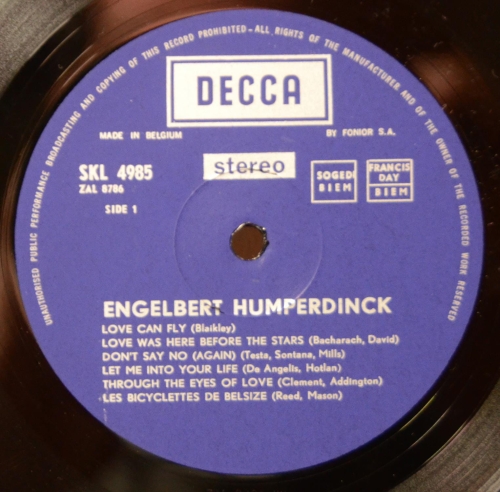 UNAUTHORISED PUBLIC PERFORMANCE BROADCASTING AND COPYING OF THIS RECORD PROHIBITED-ALL RIGHTS OF THE MANUFACTURER AND OF THE OWNER OF THE RECORDED WORK RESERVED
DECCA
MADE IN BELGIUM
BY FONIOR S.A.
SKL 4985
ZAL 8786
SIDE 1
stereo
SOGEDI
BIEM
FRANCIS
DAY
BIEM
ENGELBERT HUMPERDINCK
LOVE CAN FLY (Blaikley)
LOVE WAS HERE BEFORE THE STARS (Bacharach, David)
DON'T SAY NO (AGAIN) (Testa, Sontana, Mills)
LET ME INTO YOUR LIFE (De Angelis, Hotlan)
THROUGH THE EYES OF LOVE (Clement, Addington)
LES BICYCLETTES DE BELSIZE (Reed, Mason)